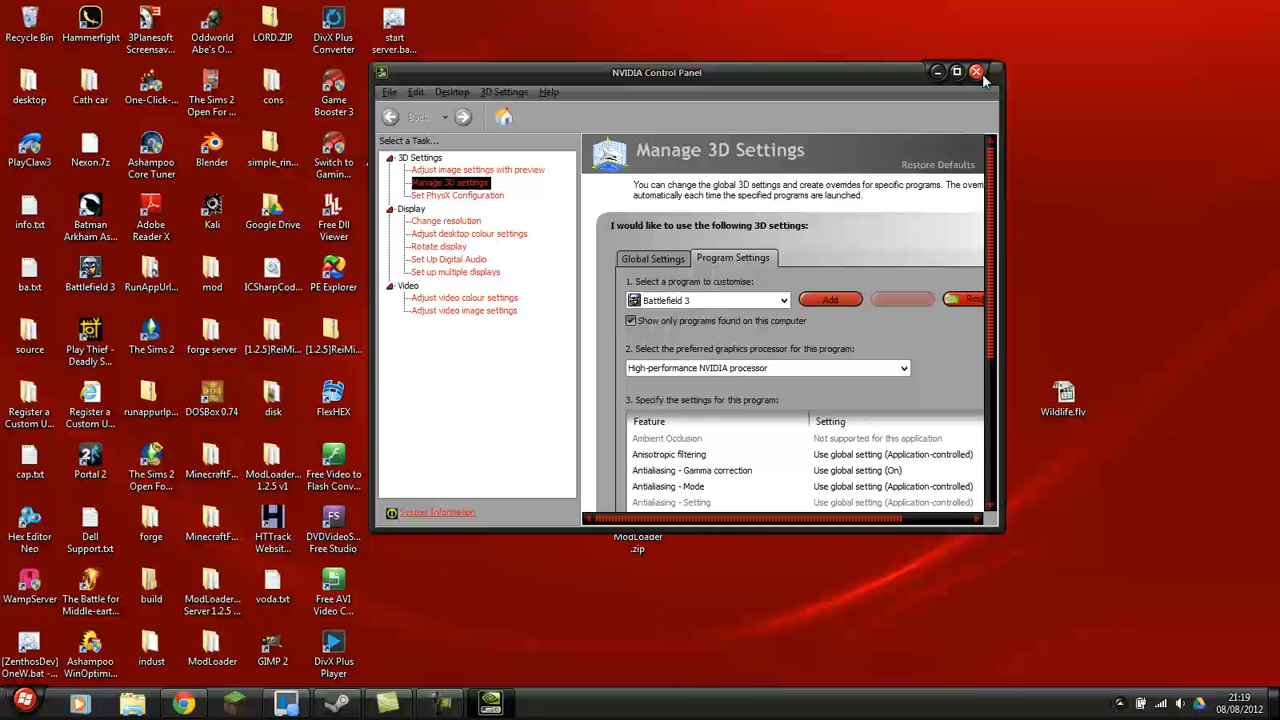 Recycle Bin
Hammerfight
3Planesoft
Screensav...
Oddworld
Abe's O...
LORD.ZIP
DivX Plus
Converter
start
server.ba...
desktop
Cath car
One-Click-...
The Sims 2
Open For ...
cons
Game
Booster 3
PlayClaw3
Nexon.7z
Ashampoo
Core Tuner
Blender
simple_rin...
Switch to
Gamin...
info.txt
Batman
Arkham As...
Adobe
Reader X
Kali
Google Drive
Free Dll
Viewer
ba.txt
Battlefield 3
RunAppUrl...
mod
ICSharpCod...
PE Explorer
source
Play Thief -
Deadly S...
The Sims 2
forge server
[1.2.5]ReiMi...
[1.2.5]ReiMi...
Register a
Custom U...
Register a
Custom U...
runappurlp...
DOSBox 0.74
disk
FlexHEX
cap.txt
Portal 2
The Sims 2
Open Fo...
MinecraftF...
ModLoader...
1.2.5 v1
Free Video to
Flash Conv...
Hex Editor
Neo
Dell
Support.txt
forge
MinecraftF...
HTTrack
Websit...
DVDVideoS...
Free Studio
WampServer
The Battle for
Middle-eart...
build
ModLoader...
Server 1.2.5 ...
voda.txt
Free AVI
Video C...
[ZenthosDev]
OneW.bat -...
Ashampoo
WinOptimi...
indust
ModLoader
GIMP 2
DivX Plus
Player
NVIDIA Control Panel
File Edit Desktop 3D Settings Help
Back
Select a Task...
3D Settings
Adjust image settings with preview
Manage 3D settings
Set PhysX Configuration
Display
Change resolution
Adjust desktop colour settings
Rotate display
Set Up Digital Audio
Set up multiple displays
Video
Adjust video colour settings
Adjust video image settings
System Information
Manage 3D Settings
Restore Defaults
You can change the global 3D settings and create overrides for specific programs. The overri
automatically each time the specified programs are launched.
I would like to use the following 3D settings:
Global Settings Program Settings
1. Select a program to customise:
Battlefield 3
Add
Res
Show only programs found on this computer
2. Select the preferred graphics processor for this program:
High-performance NVIDIA processor
3. Specify the settings for this program:
Feature Setting
Ambient Occlusion Not supported for this application
Anisotropic filtering Use global setting (Application-controlled)
Antialiasing - Gamma correction Use global setting (On)
Antialiasing - Mode Use global setting (Application-controlled)
Antialiasing - Setting Use global setting (Application-controlled)
ModLoader
.zip
Wildlife.flv
21:19
08/08/2012